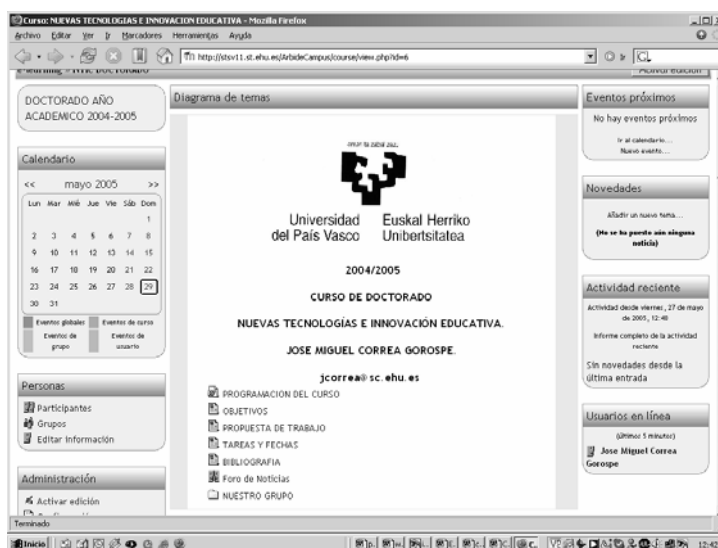 Curso: NUEVAS TECNOLOGIAS E INNOVACION EDUCATIVA - Mozilla Firefox
Archivo Editar Ver Ir Marcadores Herramientas Ayuda
http://stsv11.st.ehu.es/ArbideCampus/course/view.php?id=6
e-learning » NTIE DOCTORADO
Activar edición
DOCTORADO AÑO
ACADEMICO 2004-2005
Calendario
<< mayo 2005 >>
Lun Mar Mié Jue Vie Sáb Dom
1
2 3 4 5 6 7 8
9 10 11 12 13 14 15
16 17 18 19 20 21 22
23 24 25 26 27 28 29
30 31
Eventos globales Eventos de curso
Eventos de grupo Eventos de usuario
Personas
Participantes
Grupos
Editar Información
Administración
Activar edición
Diagrama de temas
Universidad del País Vasco
Euskal Herriko Unibertsitatea
2004/2005
CURSO DE DOCTORADO
NUEVAS TECNOLOGÍAS E INNOVACIÓN EDUCATIVA.
JOSE MIGUEL CORREA GOROSPE.
jcorrea@sc.ehu.es
PROGRAMACION DEL CURSO
OBJETIVOS
PROPUESTA DE TRABAJO
TAREAS Y FECHAS
BIBLIOGRAFIA
Foro de Noticias
NUESTRO GRUPO
Eventos próximos
No hay eventos próximos
Ir al calendario...
Nuevo evento...
Novedades
Añadir un nuevo tema...
(No se ha puesto aún ninguna
noticia)
Actividad reciente
Actividad desde viernes, 27 de mayo
de 2005, 12:40
Informe completo de la actividad
reciente
Sin novedades desde la
última entrada
Usuarios en línea
(últimos 5 minutos)
Jose Miguel Correa
Gorospe
Terminado
Inicio
12:42